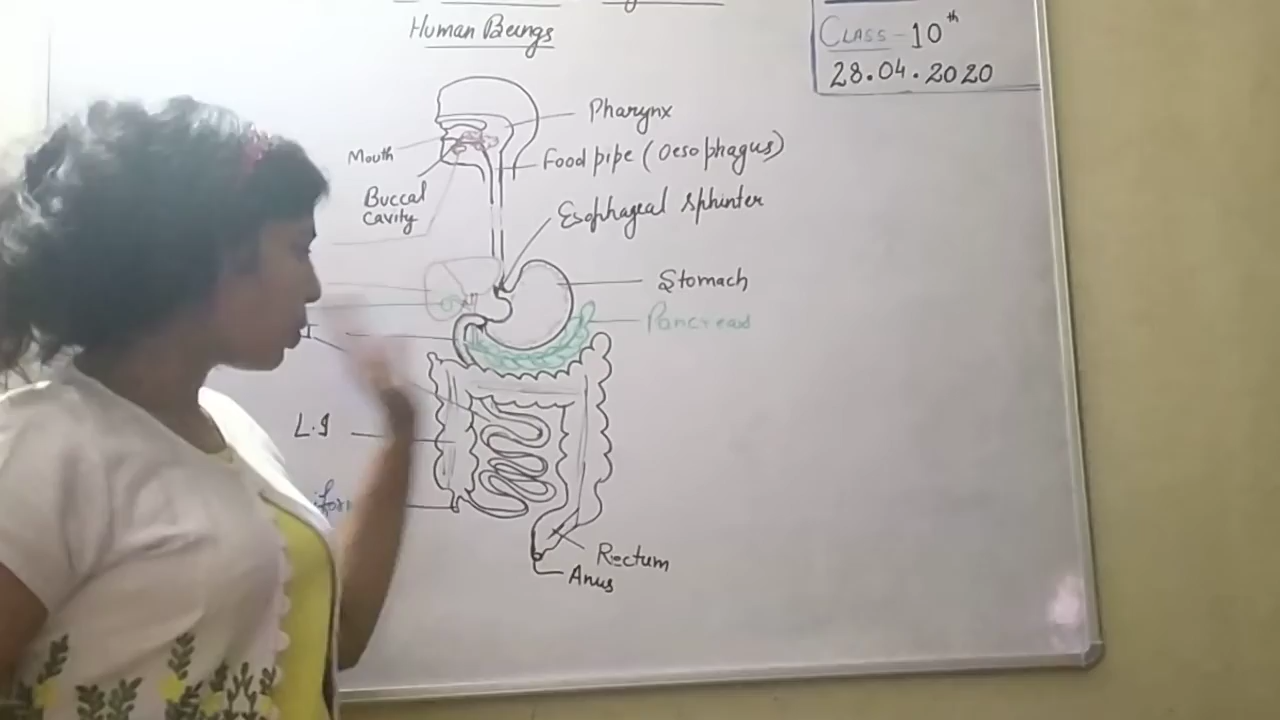 Human Beings
CLASS - 10th
28.04.2020
Pharynx
Mouth
Food pipe (Oesophagus)
Buccal
cavity
Esophageal sphinter
Stomach
Pancreas
L.I
Rectum
Anus